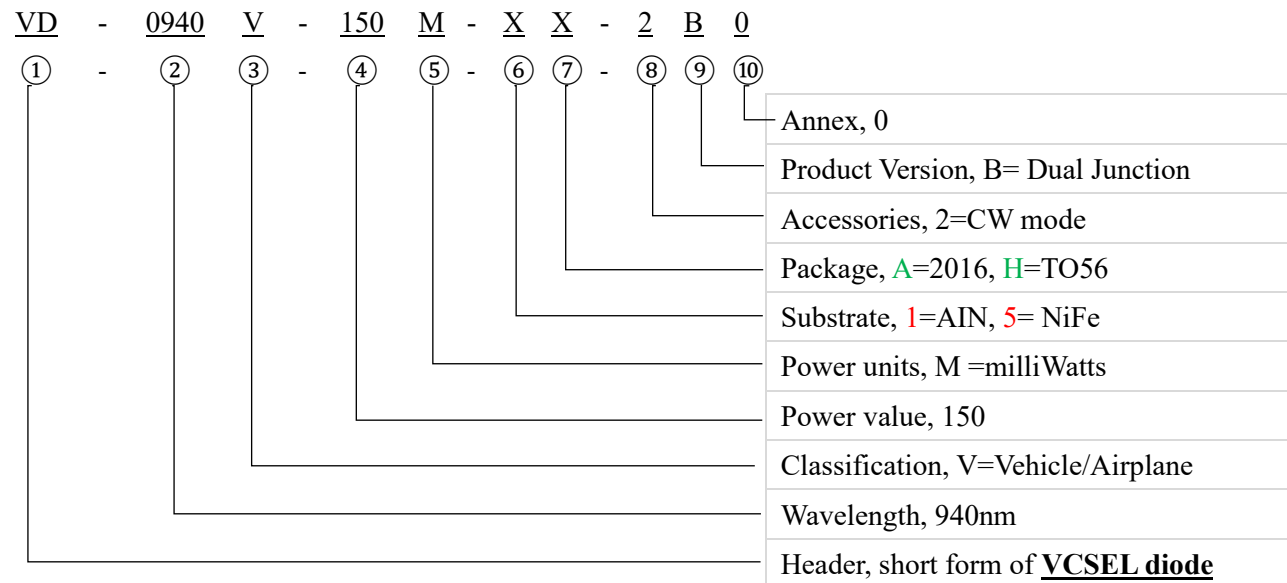 VD - 0940 V - 150 M - X X - 2 B 0
① - ② ③ - ④ ⑤ - ⑥ ⑦ - ⑧ ⑨ ⑩
Annex, 0
Product Version, B= Dual Junction
Accessories, 2=CW mode
Package, A=2016, H=TO56
Substrate, 1=AIN, 5= NiFe
Power units, M =milliWatts
Power value, 150
Classification, V=Vehicle/Airplane
Wavelength, 940nm
Header, short form of VCSEL diode